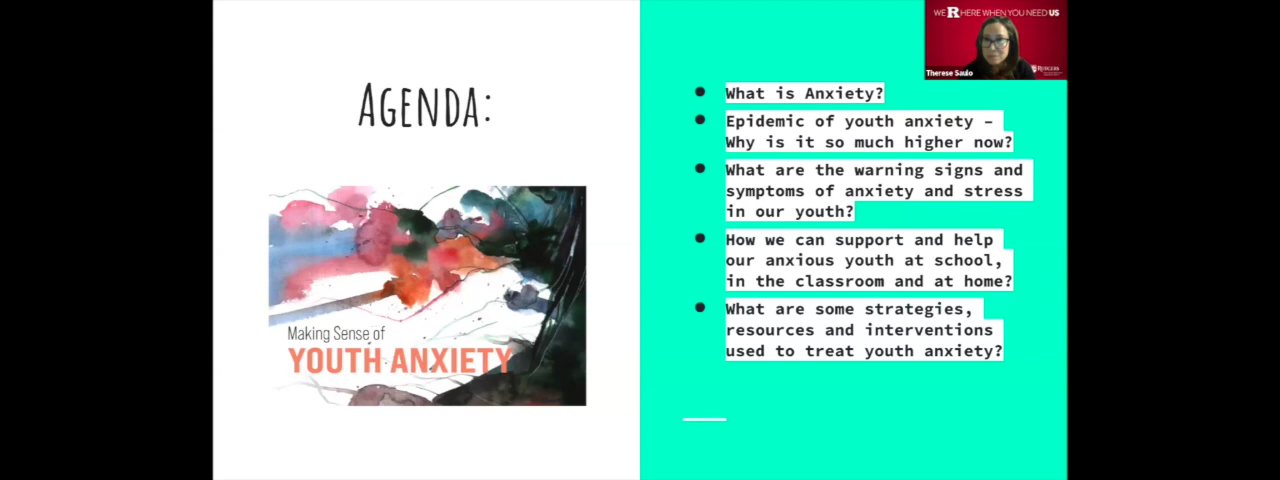 AGENDA:
Making Sense of
YOUTH ANXIETY
WE R HERE WHEN YOU NEED US
RUTGERS
Therese Saulo
● What is Anxiety?
● Epidemic of youth anxiety –
Why is it so much higher now?
● What are the warning signs and
symptoms of anxiety and stress
in our youth?
● How we can support and help
our anxious youth at school,
in the classroom and at home?
● What are some strategies,
resources and interventions
used to treat youth anxiety?